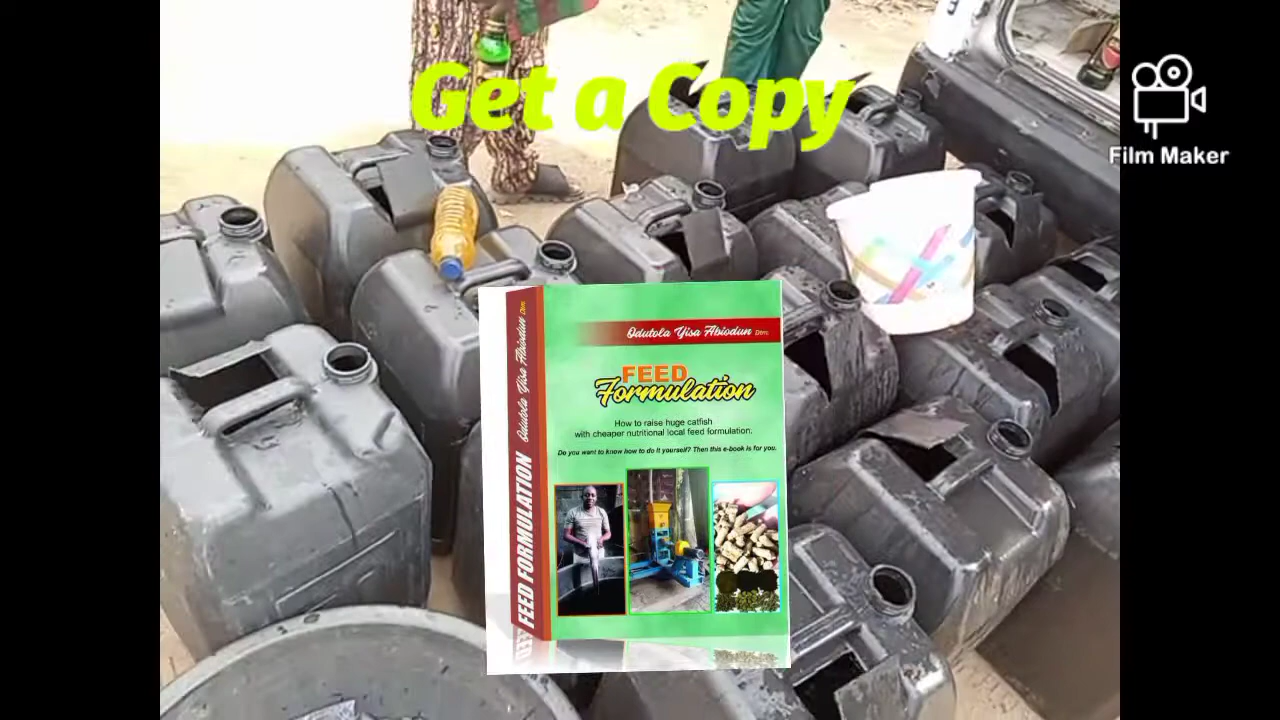 Get a Copy
Film Maker
Odutola Yisa Abiodun Dtm;
FEED
Formulation
How to raise huge catfish
with cheaper nutritional local feed formulation.
Do you want to know how to do it yourself? Then this e-book is for you.
FEED FORMULATION Odutola Yisa Abiodun Dtm;